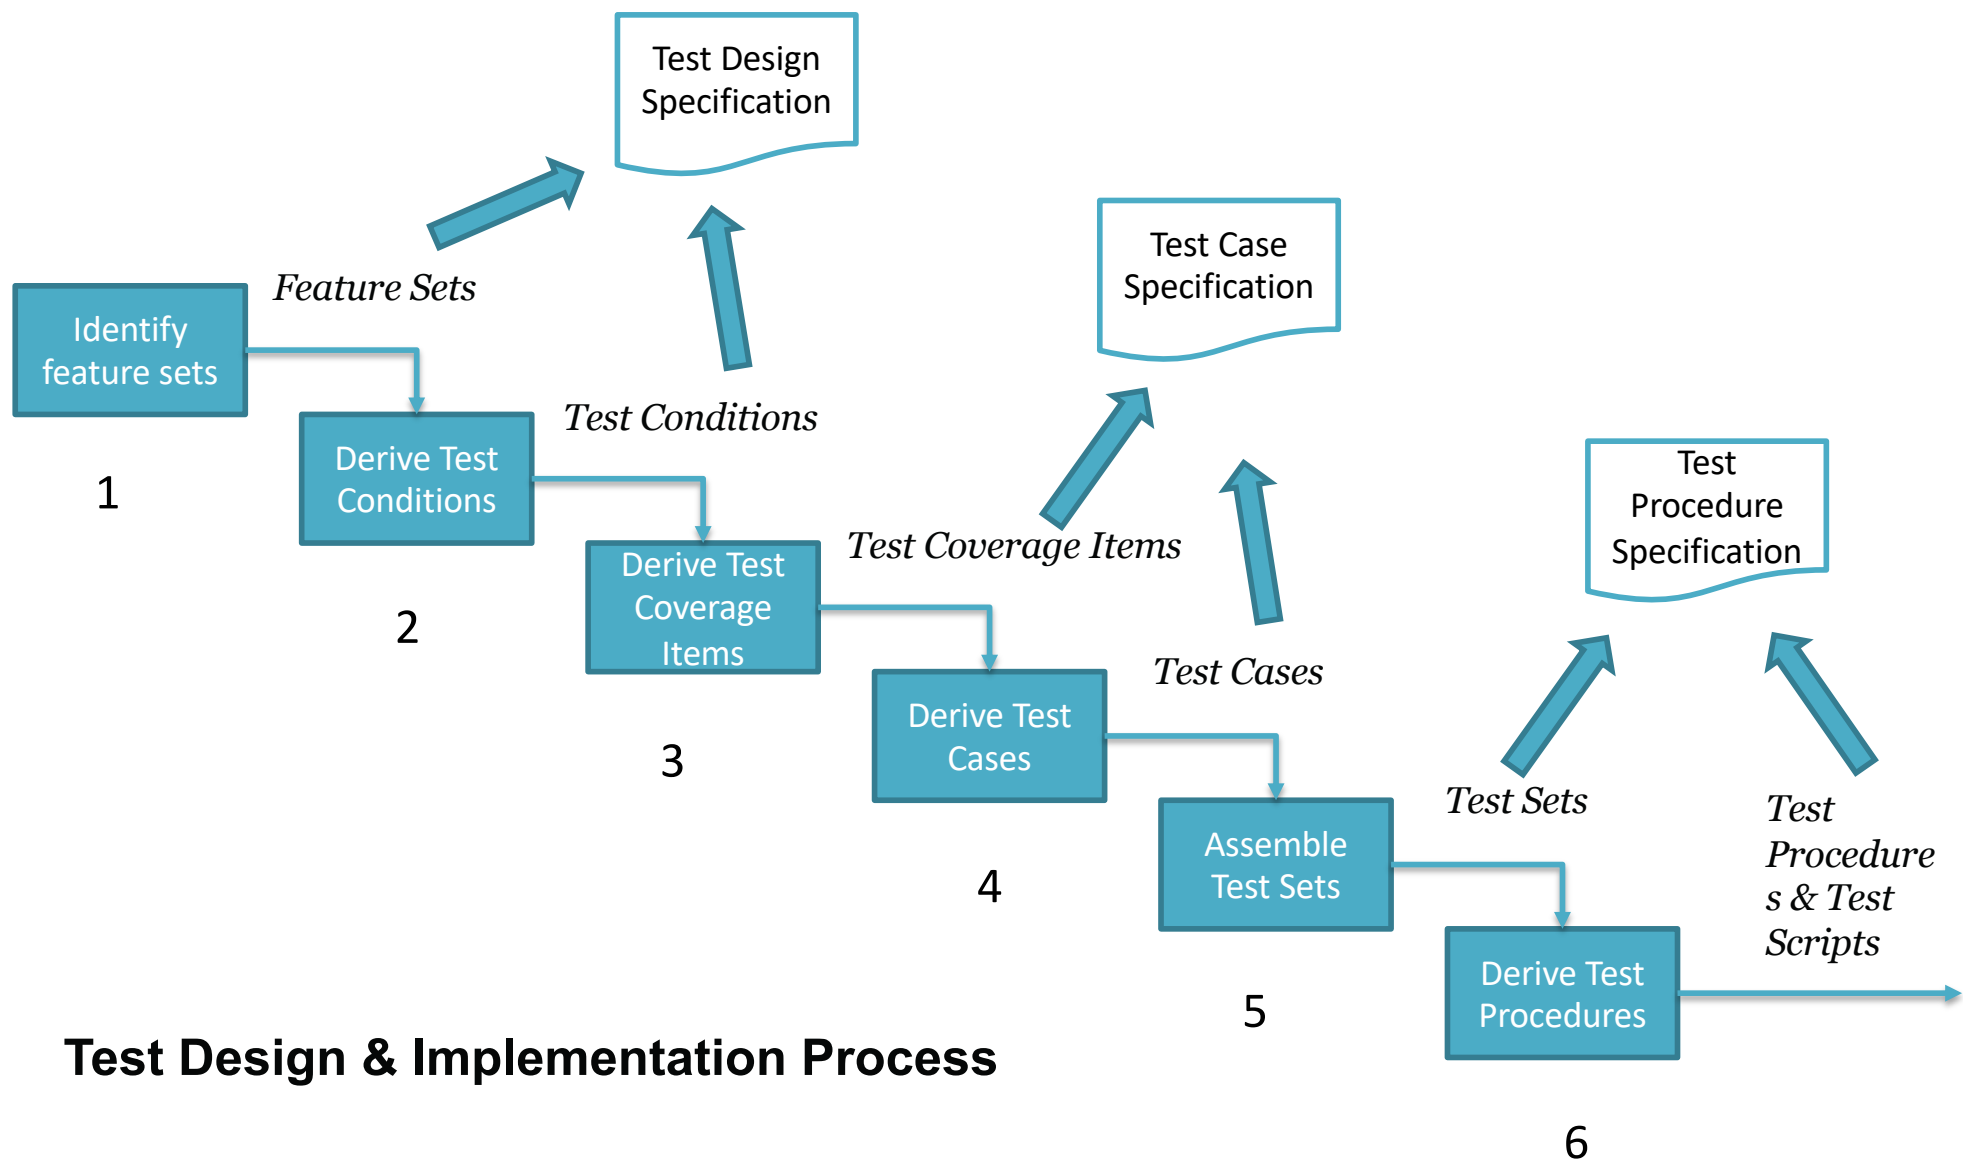 Test Design
Specification
Test Case
Specification
Feature Sets
Identify
feature sets
Test Conditions
Derive Test
Conditions
1
Test
Procedure
Specification
Test Coverage Items
Derive Test
Coverage
Items
2
Test Cases
Derive Test
Cases
3
Test Sets
Test
Procedure
s & Test
Scripts
Assemble
Test Sets
4
Derive Test
Procedures
5
Test Design & Implementation Process
6